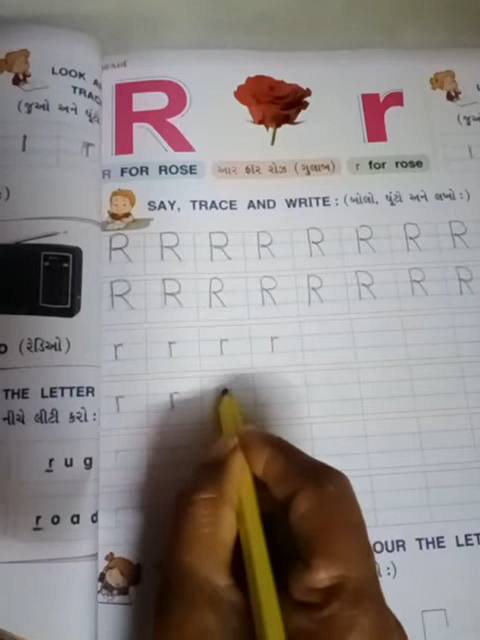 LOOK A
TRAC
(જુઓ અને ઘૂંટો
l r
(રેડિઓ)
THE LETTER
નીચે લીટી કરો :
r u g
r o a d
R r
R FOR ROSE આર ફૉર રોઝ (ગુલાબ) r for rose
SAY, TRACE AND WRITE : (બોલો, ઘૂંટો અને લખો :)
R R R R R R R R
R R R R R R R R
r r r r
r r
OUR THE LET